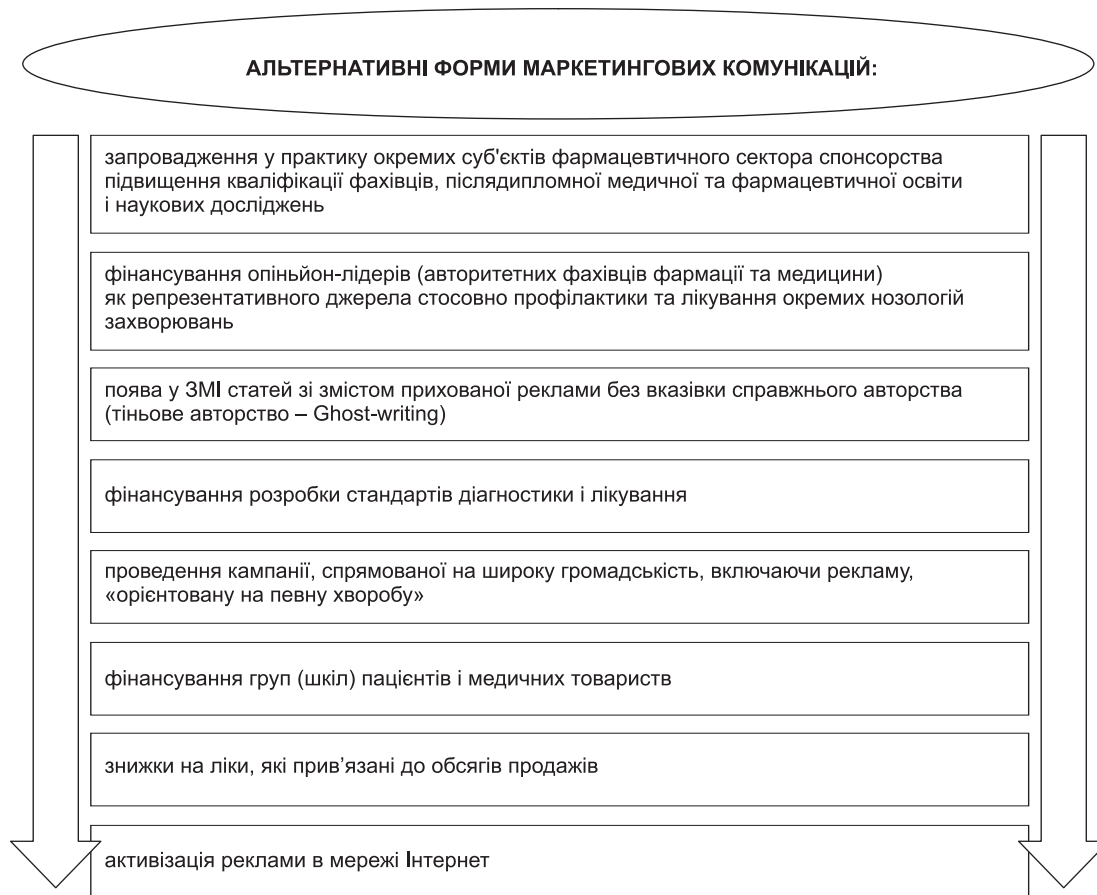 АЛЬТЕРНАТИВНІ ФОРМИ МАРКЕТИНГОВИХ КОМУНІКАЦІЙ:
запровадження у практику окремих суб'єктів фармацевтичного сектора спонсорства
підвищення кваліфікації фахівців, післядипломної медичної та фармацевтичної освіти
і наукових досліджень
фінансування опіньйон-лідерів (авторитетних фахівців фармації та медицини)
як репрезентативного джерела стосовно профілактики та лікування окремих нозологій
захворювань
поява у ЗМІ статей зі змістом прихованої реклами без вказівки справжнього авторства
(тіньове авторство – Ghost-writing)
фінансування розробки стандартів діагностики і лікування
проведення кампанії, спрямованої на широку громадськість, включаючи рекламу,
«орієнтовану на певну хворобу»
фінансування груп (шкіл) пацієнтів і медичних товариств
знижки на ліки, які прив’язані до обсягів продажів
активізація реклами в мережі Інтернет